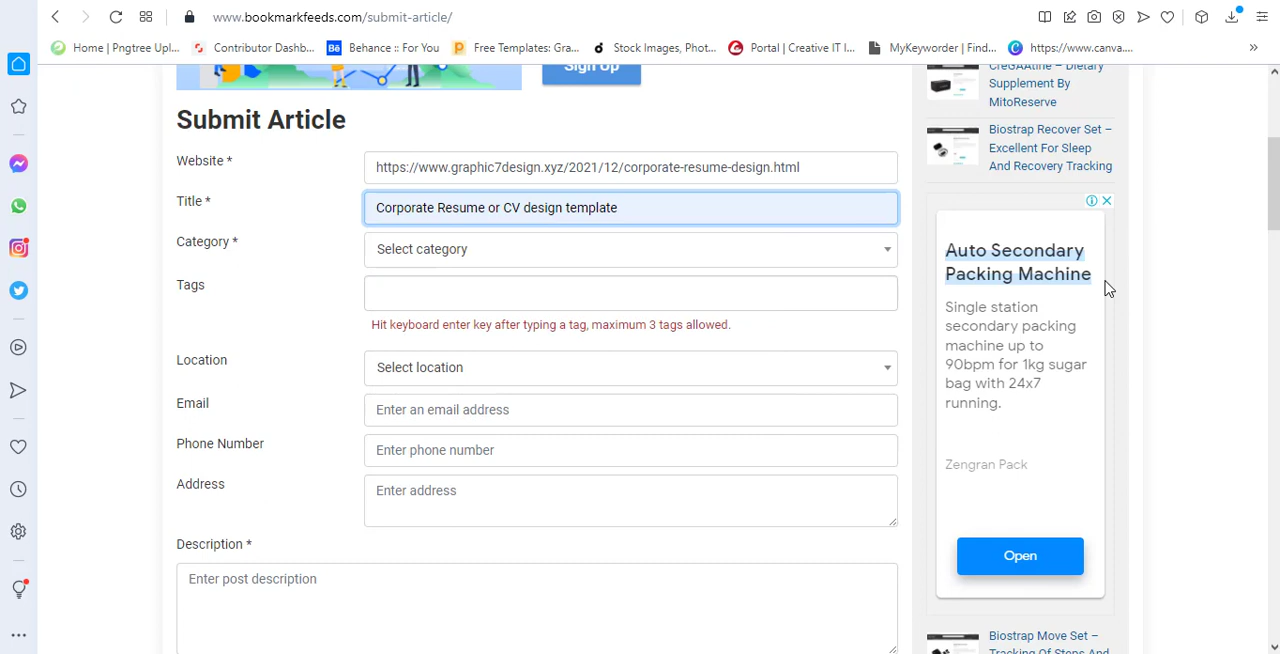 www.bookmarkfeeds.com/submit-article/
Home | Pngtree Upl...
Contributor Dashb...
Behance :: For You
Free Templates: Gra...
Stock Images, Phot...
Portal | Creative IT I...
MyKeyworder | Find...
https://www.canva....
Sign Up
Submit Article
Website *
https://www.graphic7design.xyz/2021/12/corporate-resume-design.html
Title *
Corporate Resume or CV design template
Category *
Select category
Tags
Hit keyboard enter key after typing a tag, maximum 3 tags allowed.
Location
Select location
Email
Enter an email address
Phone Number
Enter phone number
Address
Enter address
Description *
Enter post description
CreGAAtine – Dietary
Supplement By
MitoReserve
Biostrap Recover Set –
Excellent For Sleep
And Recovery Tracking
Auto Secondary
Packing Machine
Single station
secondary packing
machine up to
90bpm for 1kg sugar
bag with 24x7
running.
Zengran Pack
Open
Biostrap Move Set –
Tracking Of Steps And